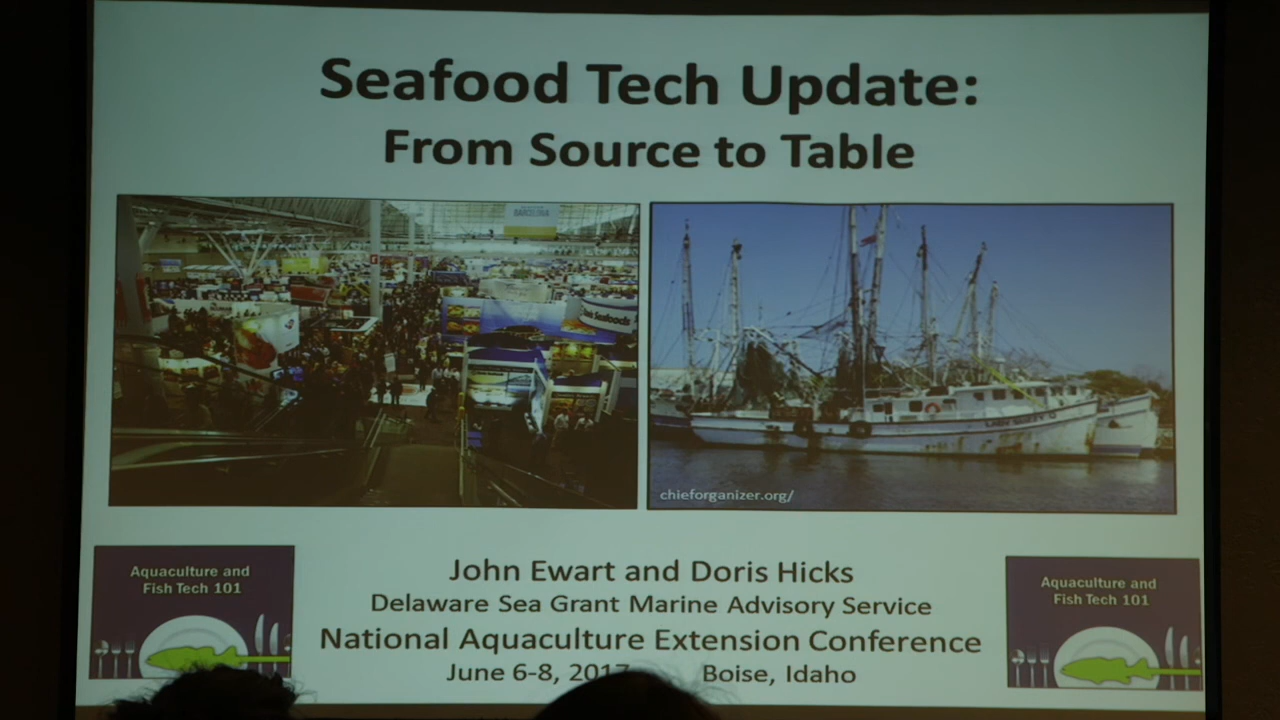 Seafood Tech Update:
From Source to Table
BARCELONA
Seafoods
chieforganizer.org/
Aquaculture and
Fish Tech 101
John Ewart and Doris Hicks
Delaware Sea Grant Marine Advisory Service
National Aquaculture Extension Conference
June 6-8, 2017
Boise, Idaho
Aquaculture and
Fish Tech 101